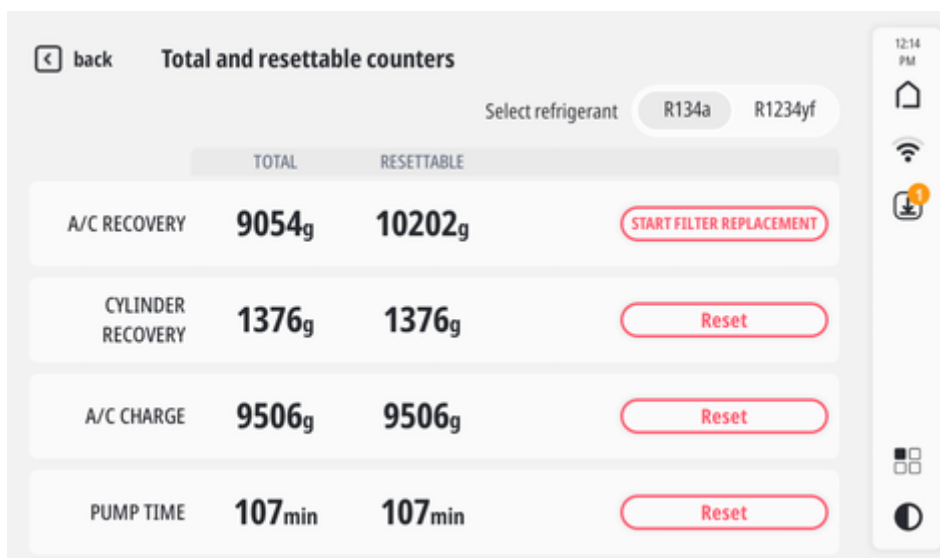 back Total and resettable counters
Select refrigerant R134a R1234yf
TOTAL RESETTABLE
A/C RECOVERY 9054g 10202g START FILTER REPLACEMENT
CYLINDER
RECOVERY 1376g 1376g Reset
A/C CHARGE 9506g 9506g Reset
PUMP TIME 107min 107min Reset
12:14
PM
1